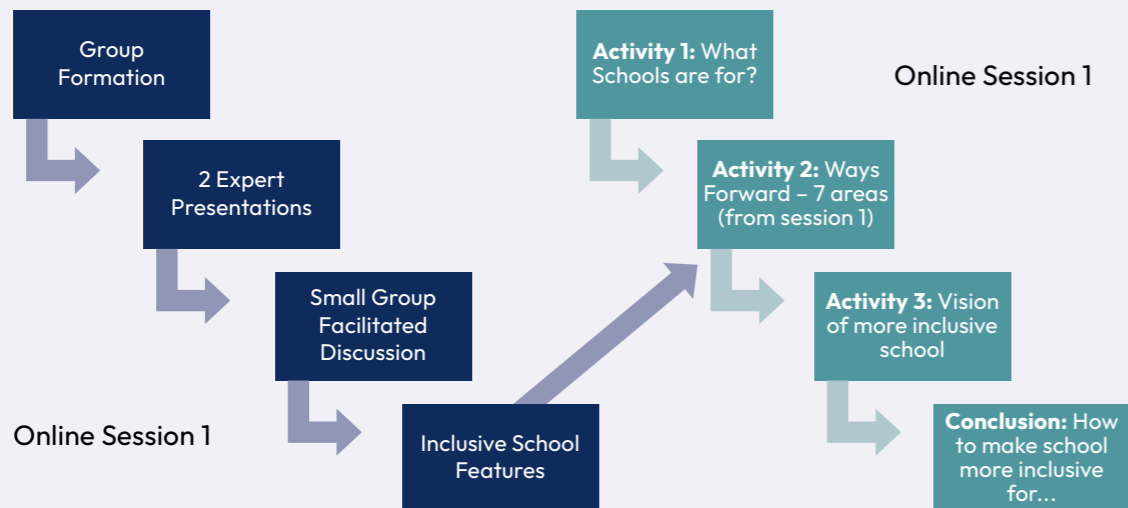 Group
Formation
2 Expert
Presentations
Small Group
Facilitated
Discussion
Inclusive School
Features
Online Session 1
Activity 1: What
Schools are for?
Online Session 1
Activity 2: Ways
Forward – 7 areas
(from session 1)
Activity 3: Vision
of more inclusive
school
Conclusion: How
to make school
more inclusive
for...